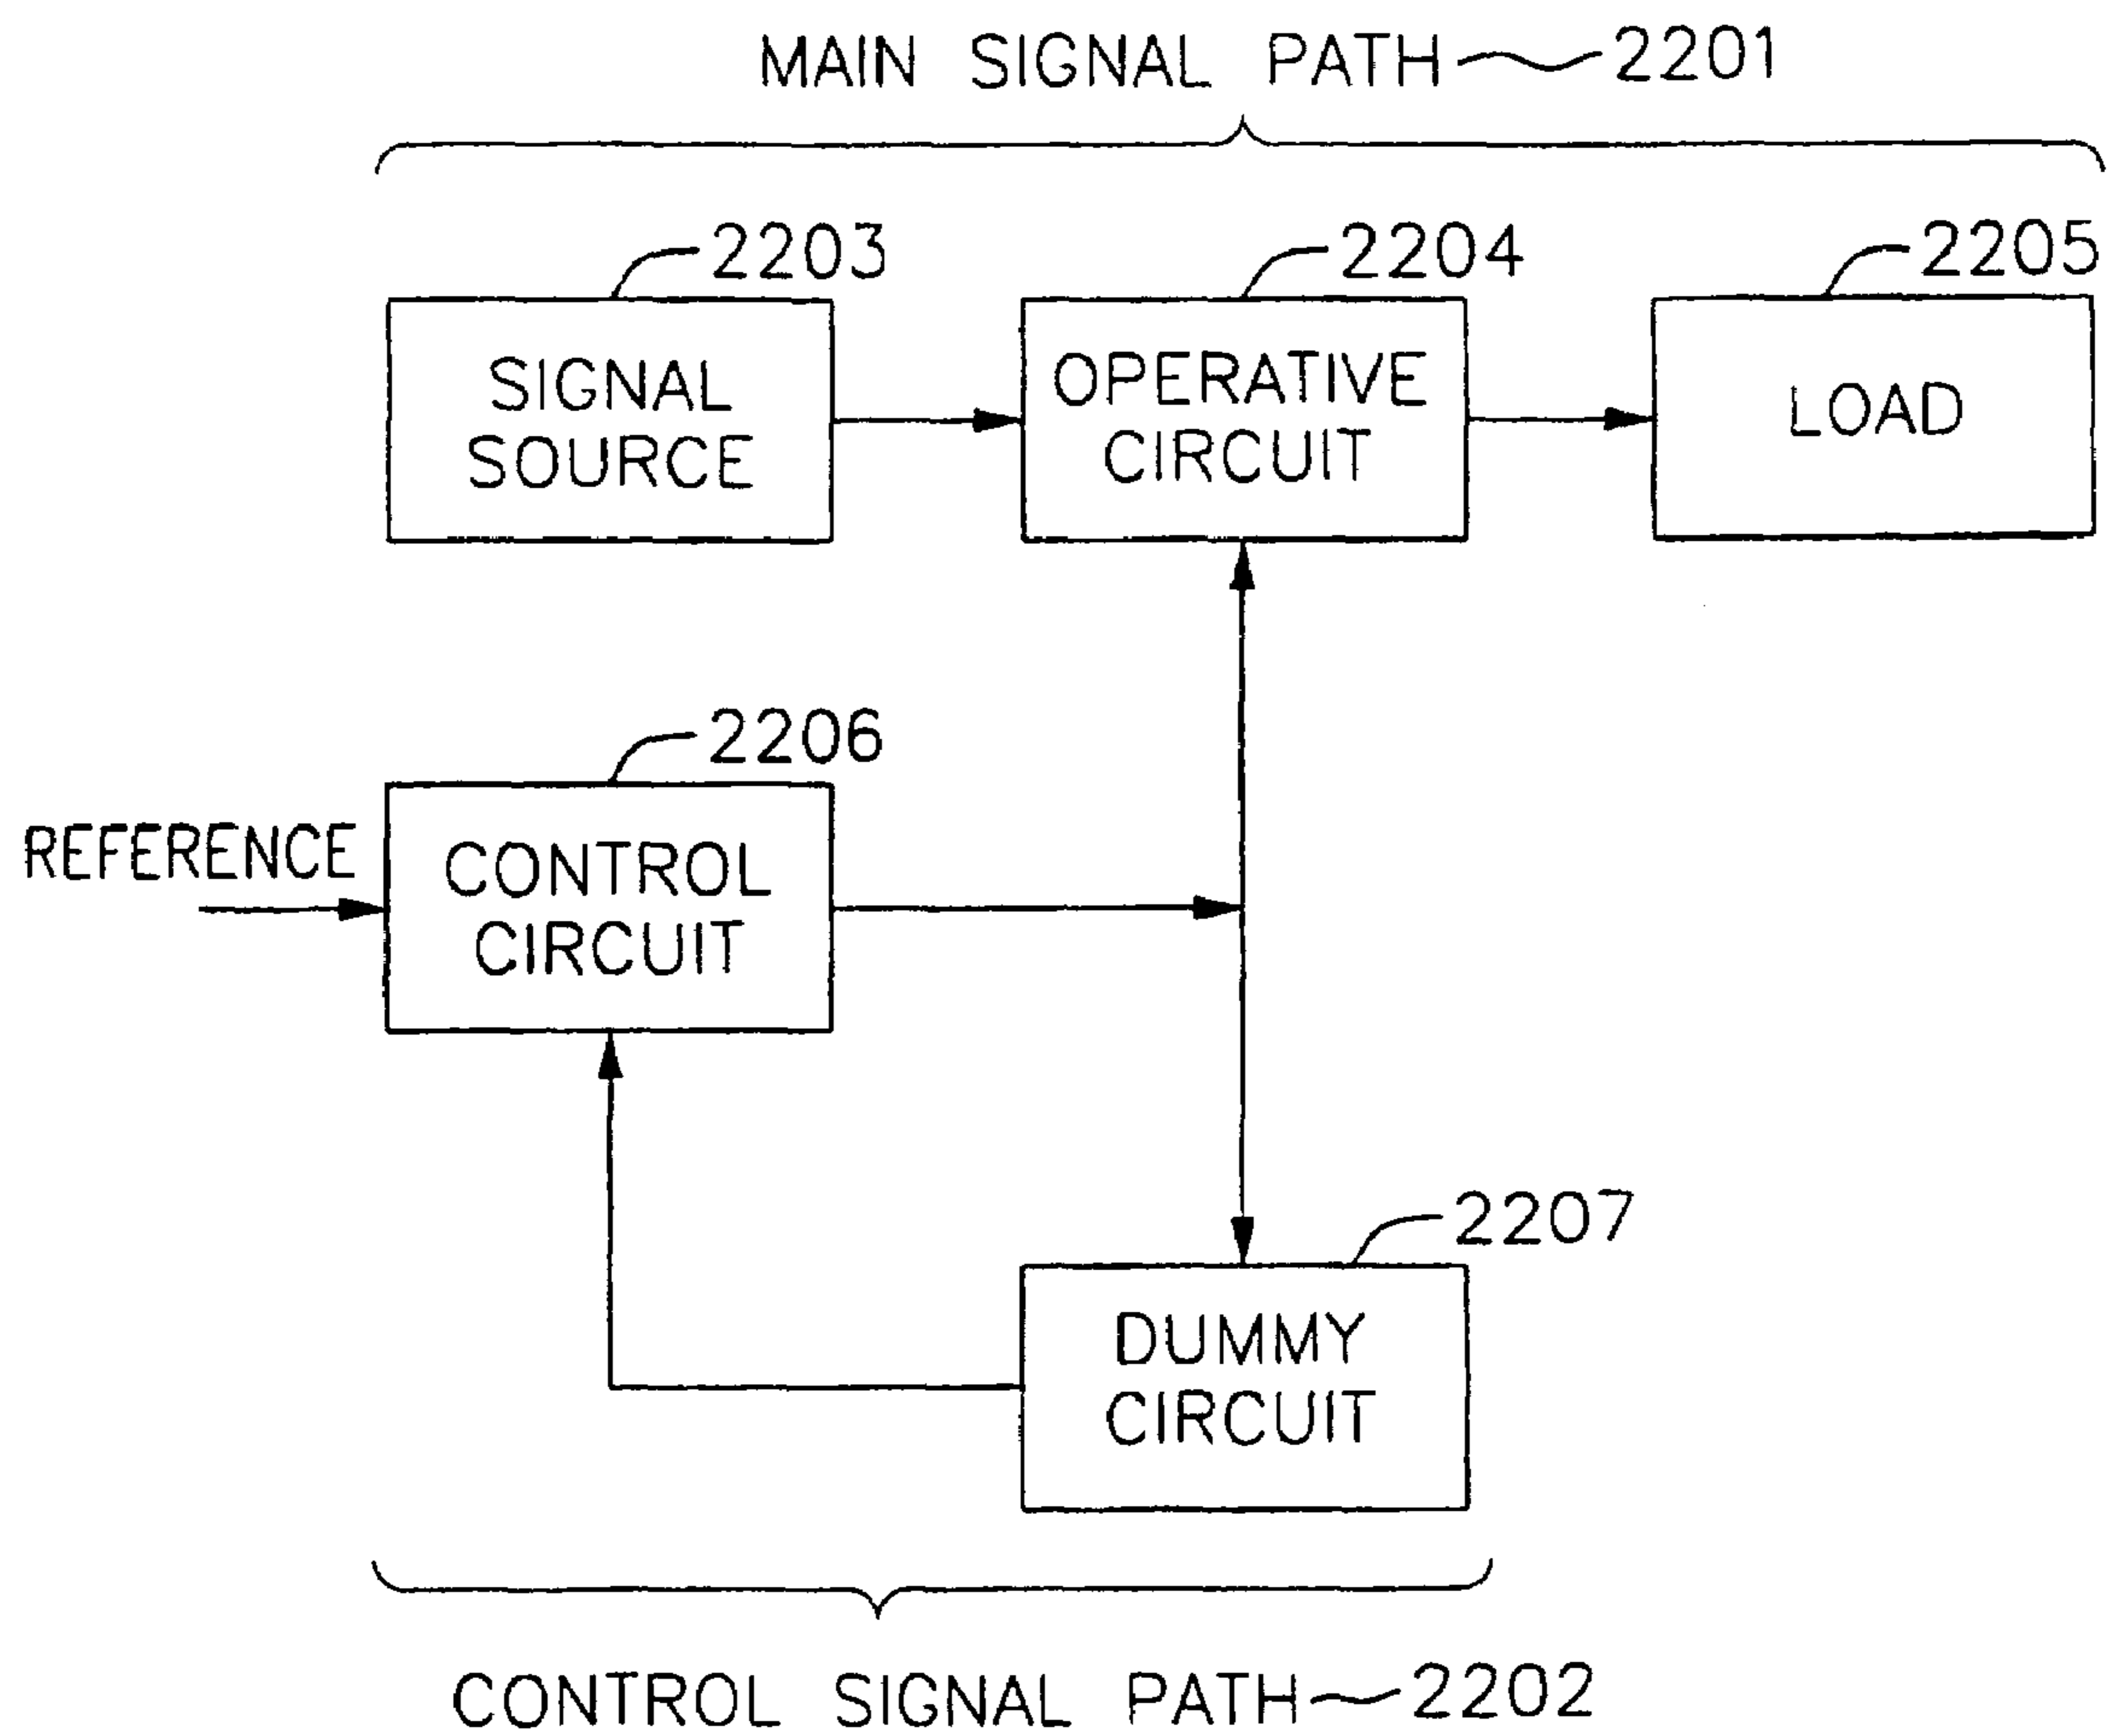 MAIN SIGNAL PATH 2201
2203
2204
2205
SIGNAL
SOURCE
OPERATIVE
CIRCUIT
LOAD
2206
REFERENCE
CONTROL
CIRCUIT
2207
DUMMY
CIRCUIT
CONTROL SIGNAL PATH 2202